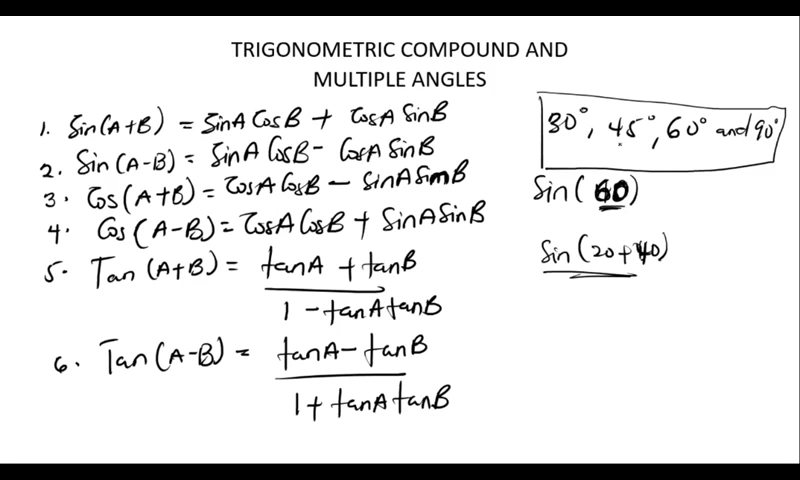 TRIGONOMETRIC COMPOUND AND
MULTIPLE ANGLES
1. Sin(A+B) = SinA CosB + CosA SinB
2. Sin(A-B) = SinA CosB - CosA SinB
3. Cos(A+B) = CosA CosB - SinA SinB
4. Cos(A-B) = CosA CosB + SinA SinB
5. Tan(A+B) = tanA + tanB
1 - tanA tanB
6. Tan(A-B) = tanA - tanB
1 + tanA tanB
30°, 45°, 60° and 90°
Sin(60)
Sin(20+40)